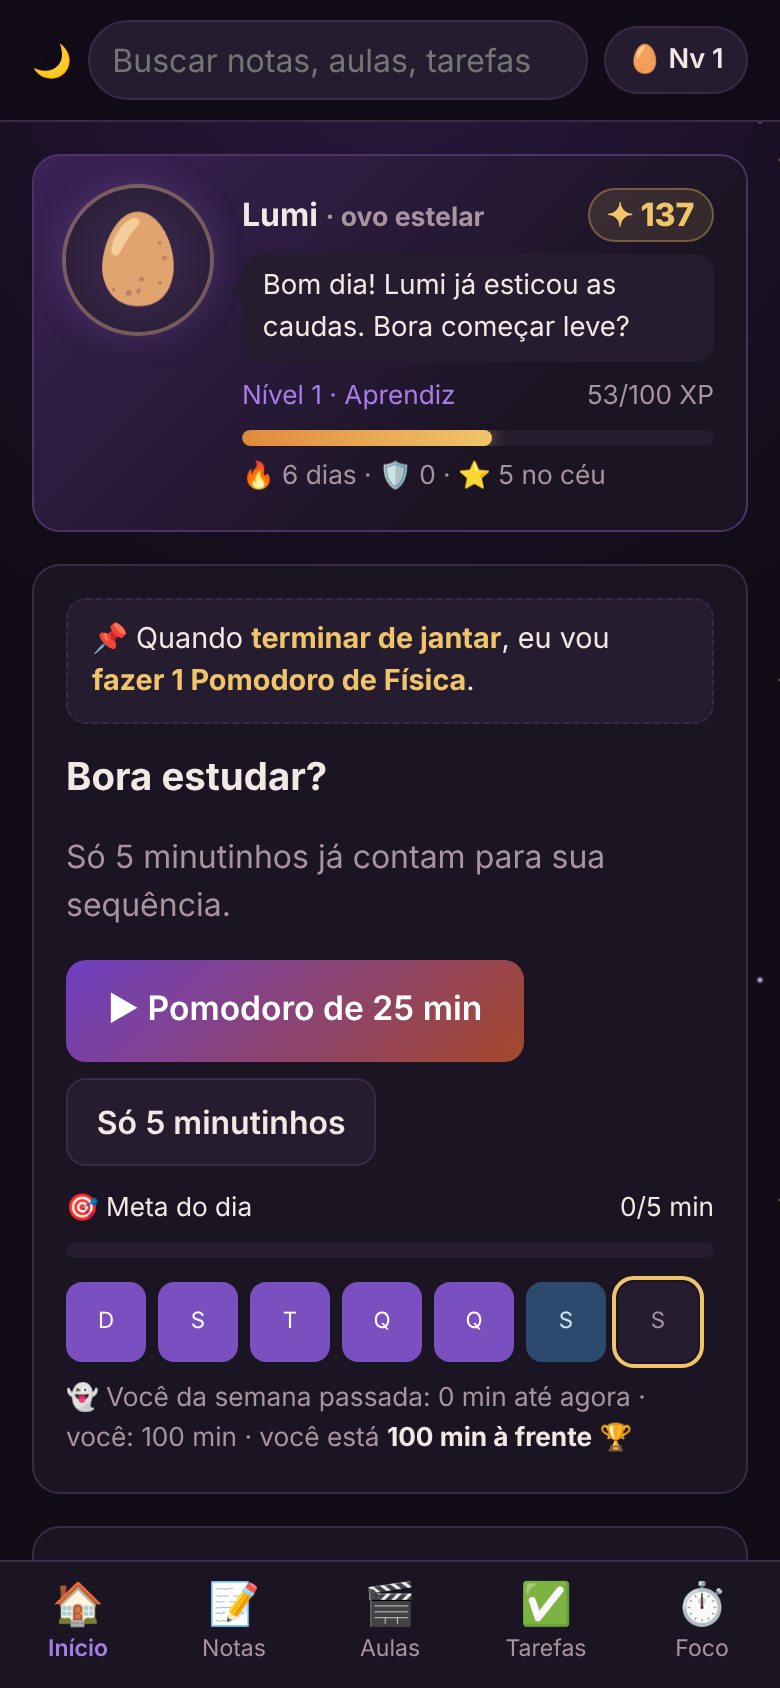 Buscar notas, aulas, tarefas
Nv 1
Lumi · ovo estelar
✦ 137
Bom dia! Lumi já esticou as
caudas. Bora começar leve?
Nível 1 · Aprendiz
53/100 XP
🔥 6 dias · 🛡️ 0 · ⭐ 5 no céu
📌 Quando terminar de jantar, eu vou
fazer 1 Pomodoro de Física.
Bora estudar?
Só 5 minutinhos já contam para sua
sequência.
▶ Pomodoro de 25 min
Só 5 minutinhos
🎯 Meta do dia
0/5 min
D S T Q Q S S
👻 Você da semana passada: 0 min até agora ·
você: 100 min · você está 100 min à frente 🏆
Início
Notas
Aulas
Tarefas
Foco